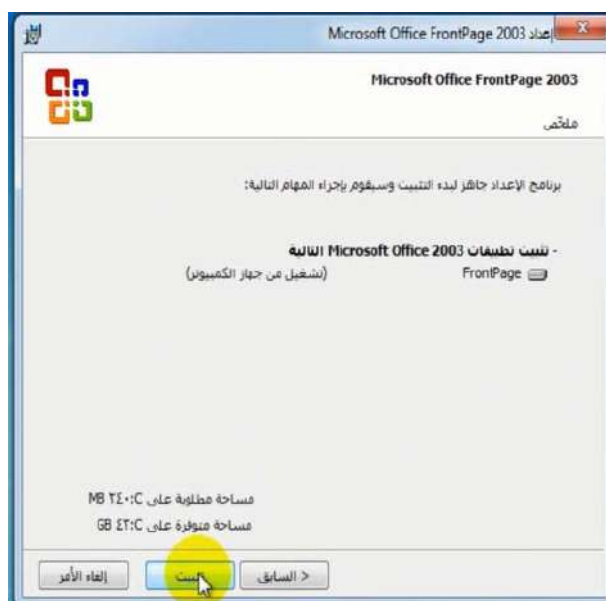 إعداد Microsoft Office FrontPage 2003
Microsoft Office FrontPage 2003
ملخّص
برنامج الإعداد جاهز لبدء التثبيت وسيقوم بإجراء المهام التالية:
- تثبيت تطبيقات Microsoft Office 2003 التالية
FrontPage (تشغيل من جهاز الكمبيوتر)
مساحة مطلوبة على C:‏ ٢٤٠ MB
مساحة متوفرة على C:‏ ٤٢ GB
< السابق
تثبيت
إلغاء الأمر